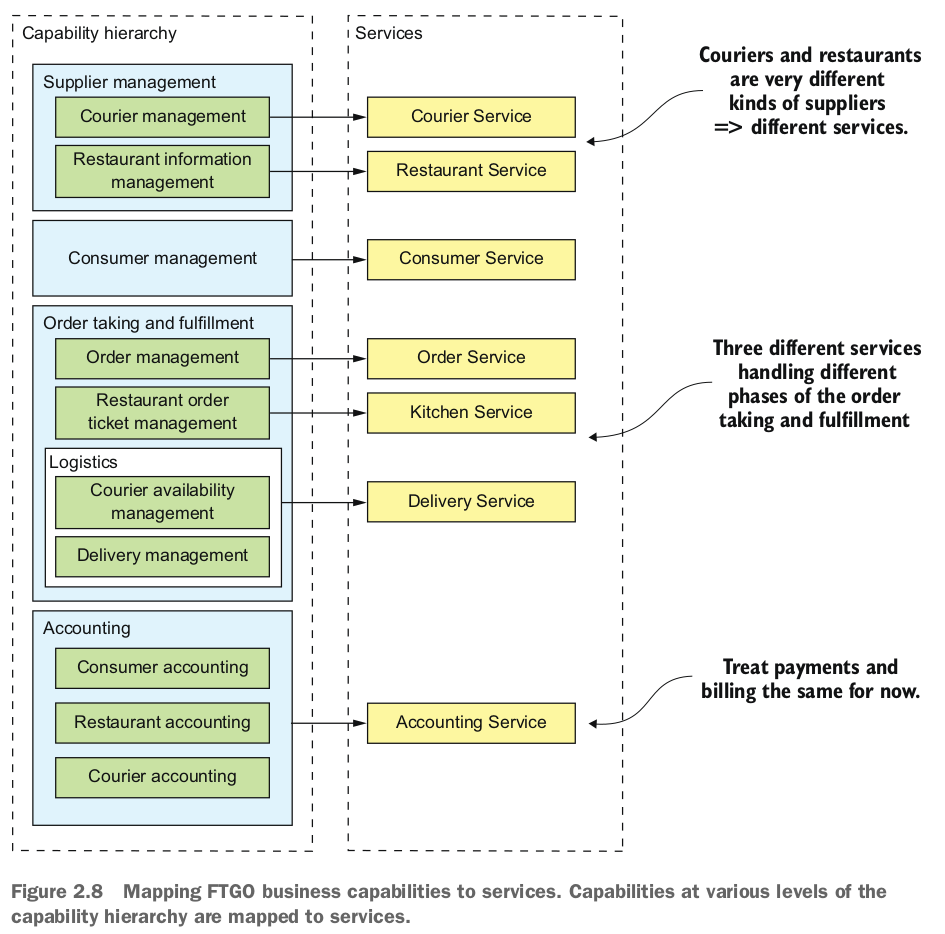 Capability hierarchy
Supplier management
Courier management
Restaurant information
management
Consumer management
Order taking and fulfillment
Order management
Restaurant order
ticket management
Logistics
Courier availability
management
Delivery management
Accounting
Consumer accounting
Restaurant accounting
Courier accounting
Services
Courier Service
Restaurant Service
Consumer Service
Order Service
Kitchen Service
Delivery Service
Accounting Service
Couriers and restaurants
are very different
kinds of suppliers
=> different services.
Three different services
handling different
phases of the order
taking and fulfillment
Treat payments and
billing the same for now.
Figure 2.8 Mapping FTGO business capabilities to services. Capabilities at various levels of the
capability hierarchy are mapped to services.